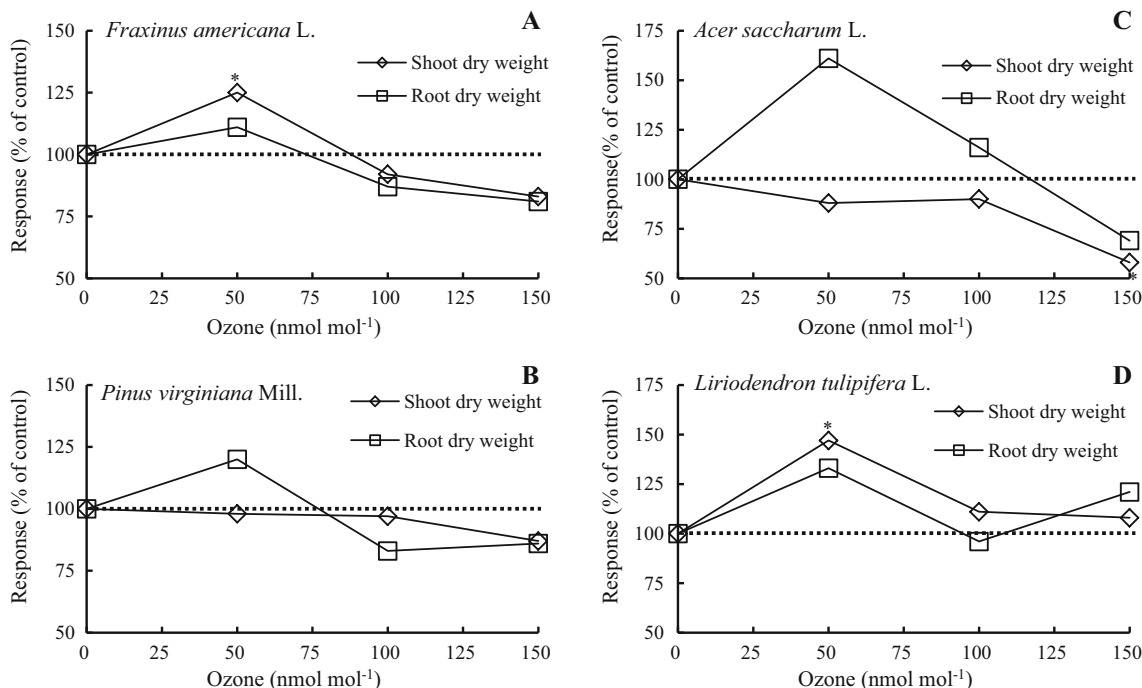 A
Fraxinus americana L.
Response (% of control)
150
125
100
75
50
*
Shoot dry weight
Root dry weight
0 25 50 75 100 125 150
Ozone (nmol mol⁻¹)
B
Pinus virginiana Mill.
Response (% of control)
150
125
100
75
50
Shoot dry weight
Root dry weight
0 25 50 75 100 125 150
Ozone (nmol mol⁻¹)
C
Acer saccharum L.
Response(% of control)
175
150
125
100
75
50
Shoot dry weight
Root dry weight
*
0 25 50 75 100 125 150
Ozone (nmol mol⁻¹)
D
Liriodendron tulipifera L.
Response (% of control)
175
150
125
100
75
50
*
Shoot dry weight
Root dry weight
0 25 50 75 100 125 150
Ozone (nmol mol⁻¹)